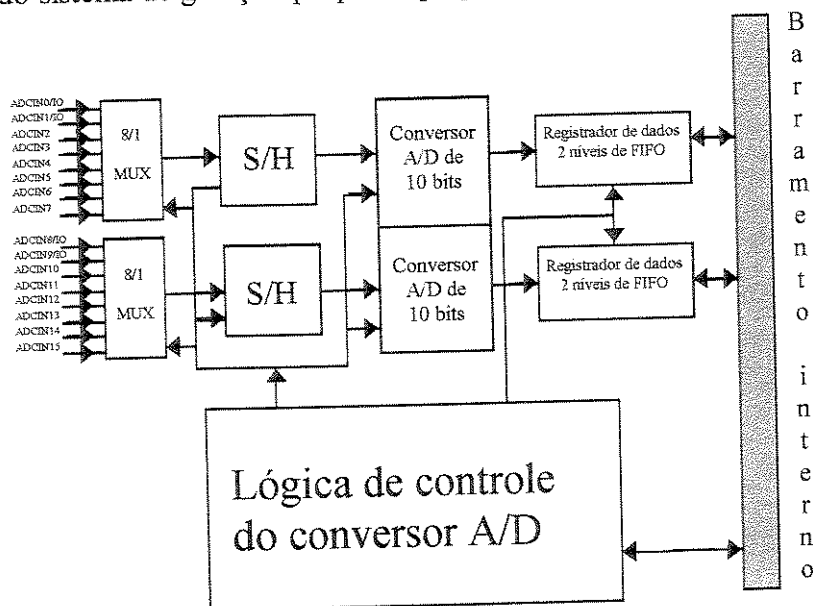 do sistema de
ADCIN0/IO
ADCIN1/IO
ADCIN2
ADCIN3
ADCIN4
ADCIN5
ADCIN6
ADCIN7
8/1
MUX
S/H
Conversor
A/D de
10 bits
Registrador de dados
2 níveis de FIFO
ADCIN8/IO
ADCIN9/IO
ADCIN10
ADCIN11
ADCIN12
ADCIN13
ADCIN14
ADCIN15
8/1
MUX
S/H
Conversor
A/D de
10 bits
Registrador de dados
2 níveis de FIFO
Lógica de controle
do conversor A/D
Barramento interno